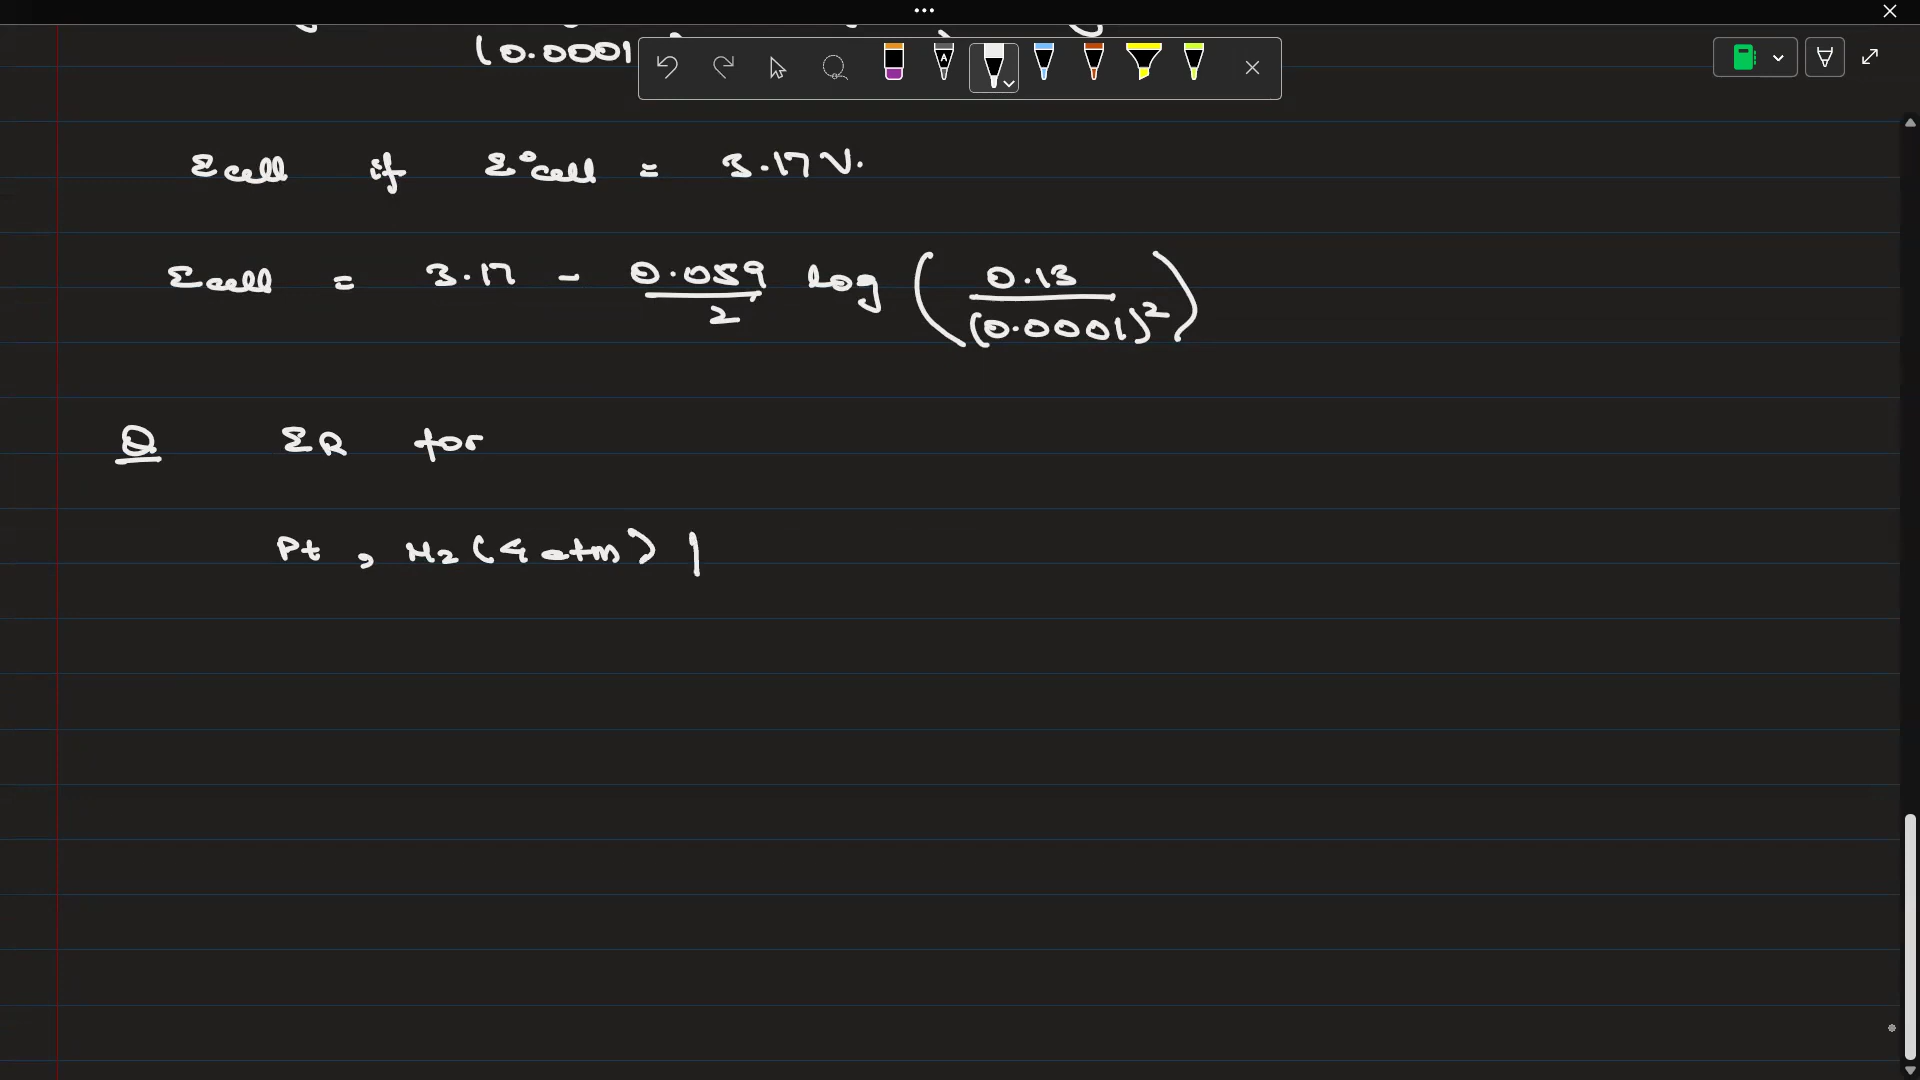 (0.0001
Ecell if E°cell = 3.17 V.
Ecell = 3.17 - 0.059/2 log (0.13/(0.0001)²)
Q ER for
Pt, H₂ (4 atm) |